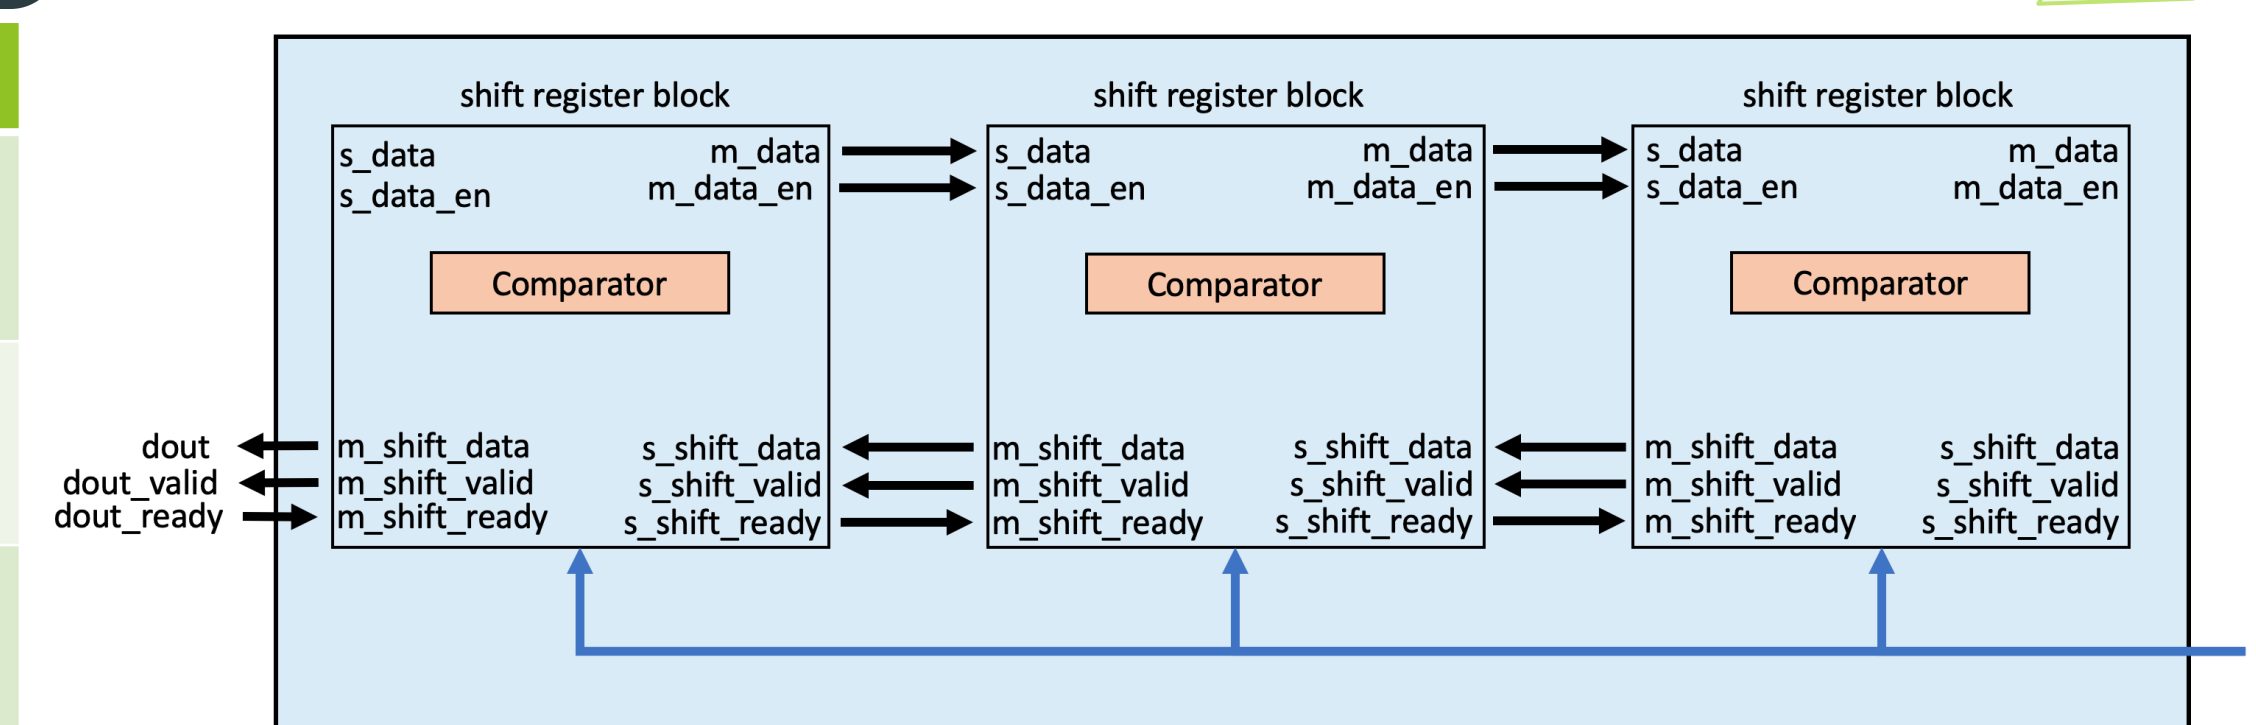 shift register block
shift register block
shift register block
s_data
m_data
s_data
m_data
s_data
m_data
s_data_en
m_data_en
s_data_en
m_data_en
s_data_en
m_data_en
Comparator
Comparator
Comparator
dout
m_shift_data
s_shift_data
m_shift_data
s_shift_data
m_shift_data
s_shift_data
dout_valid
m_shift_valid
s_shift_valid
m_shift_valid
s_shift_valid
m_shift_valid
s_shift_valid
dout_ready
m_shift_ready
s_shift_ready
m_shift_ready
s_shift_ready
m_shift_ready
s_shift_ready